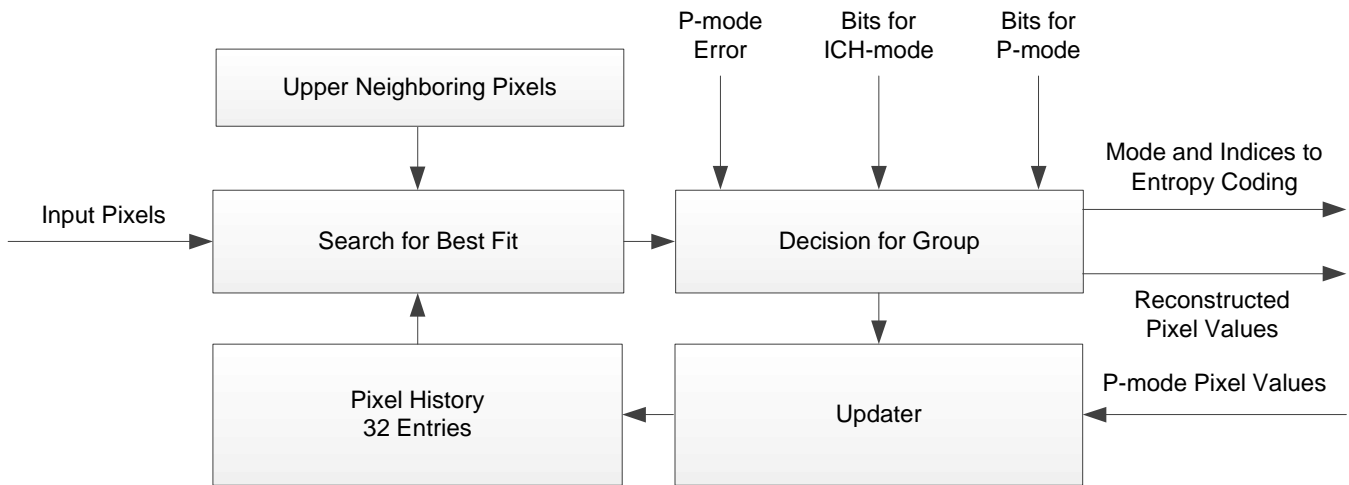 P-mode
Error
Bits for
ICH-mode
Bits for
P-mode
Upper Neighboring Pixels
Mode and Indices to
Entropy Coding
Input Pixels
Search for Best Fit
Decision for Group
Reconstructed
Pixel Values
Pixel History
32 Entries
Updater
P-mode Pixel Values